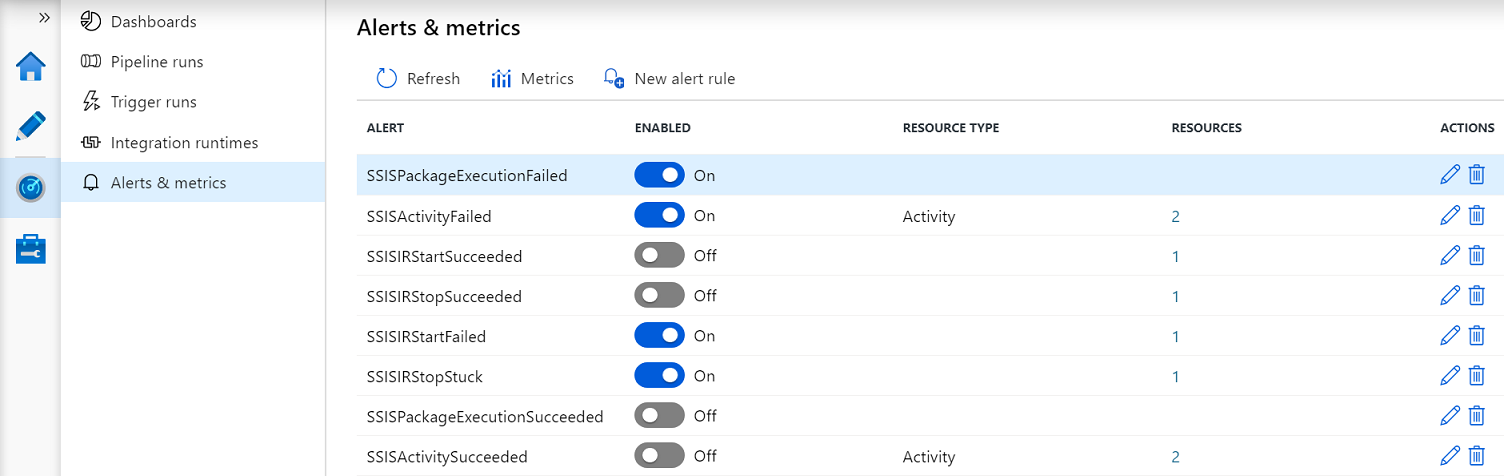 Dashboards
Pipeline runs
Trigger runs
Integration runtimes
Alerts & metrics
Alerts & metrics
Refresh Metrics New alert rule
ALERT ENABLED RESOURCE TYPE RESOURCES ACTIONS
SSISPackageExecutionFailed On
SSISActivityFailed On Activity 2
SSISIRStartSucceeded Off 1
SSISIRStopSucceeded Off 1
SSISIRStartFailed On 1
SSISIRStopStuck On 1
SSISPackageExecutionSucceeded Off
SSISActivitySucceeded Off Activity 2